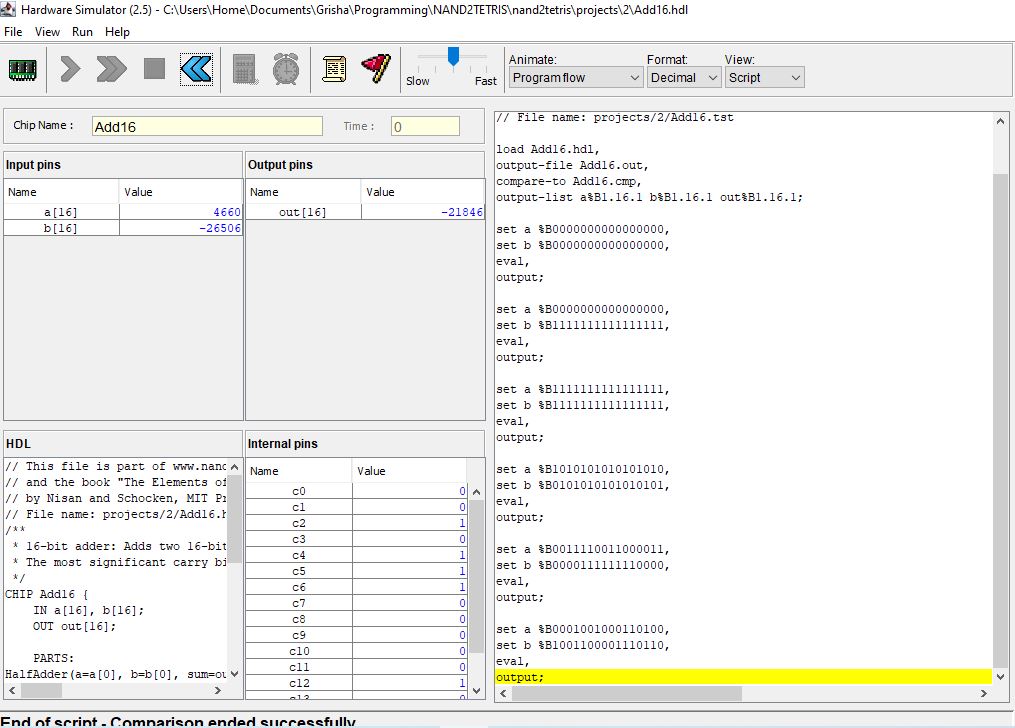 Hardware Simulator (2.5) - C:\Users\Home\Documents\Grisha\Programming\NAND2TETRIS\nand2tetris\projects\2\Add16.hdl
File View Run Help
Slow Fast
Animate: Format: View:
Program flow Decimal Script
Chip Name : Add16 Time : 0
Input pins
Name Value
a[16] 4660
b[16] -26506
Output pins
Name Value
out[16] -21846
HDL
// This file is part of www.nand
// and the book "The Elements of
// by Nisan and Schocken, MIT Pr
// File name: projects/2/Add16.h
/**
* 16-bit adder: Adds two 16-bit
* The most significant carry bi
*/
CHIP Add16 {
IN a[16], b[16];
OUT out[16];
PARTS:
HalfAdder(a=a[0], b=b[0], sum=ou
Internal pins
Name Value
c0 0
c1 0
c2 1
c3 0
c4 1
c5 1
c6 1
c7 0
c8 0
c9 0
c10 0
c11 0
c12 1
c13 0
// File name: projects/2/Add16.tst
load Add16.hdl,
output-file Add16.out,
compare-to Add16.cmp,
output-list a%B1.16.1 b%B1.16.1 out%B1.16.1;
set a %B0000000000000000,
set b %B0000000000000000,
eval,
output;
set a %B0000000000000000,
set b %B1111111111111111,
eval,
output;
set a %B1111111111111111,
set b %B1111111111111111,
eval,
output;
set a %B1010101010101010,
set b %B0101010101010101,
eval,
output;
set a %B0011110011000011,
set b %B0000111111110000,
eval,
output;
set a %B0001001000110100,
set b %B1001100001110110,
eval,
output;
End of script - Comparison ended successfully